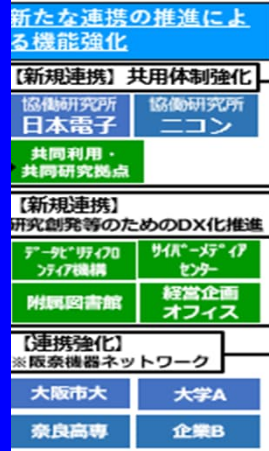 新たな連携の推進によ
る機能強化
【新規連携】共用体制強化
協働研究所
日本電子
協働研究所
ニコン
共同利用・
共同研究拠点
【新規連携】
研究創発等のためのDX化推進
ﾃﾞｰﾀﾋﾞﾘﾃｨﾌﾛ
ﾝﾃｨｱ機構
ｻｲﾊﾞｰﾒﾃﾞｨｱ
ｾﾝﾀｰ
附属図書館
経営企画
オフィス
【連携強化】
※阪奈機器ネットワーク
大阪市大
大学A
奈良高専
企業B